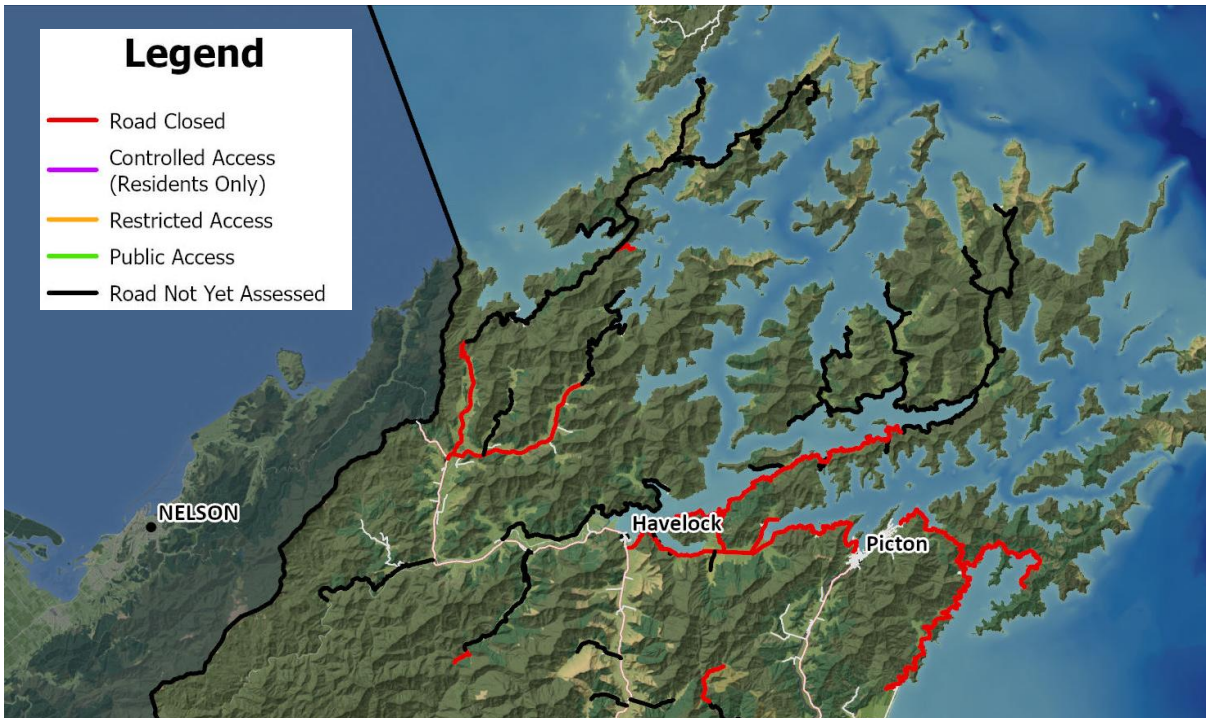 Legend
Road Closed
Controlled Access
(Residents Only)
Restricted Access
Public Access
Road Not Yet Assessed
NELSON
Havelock
Picton